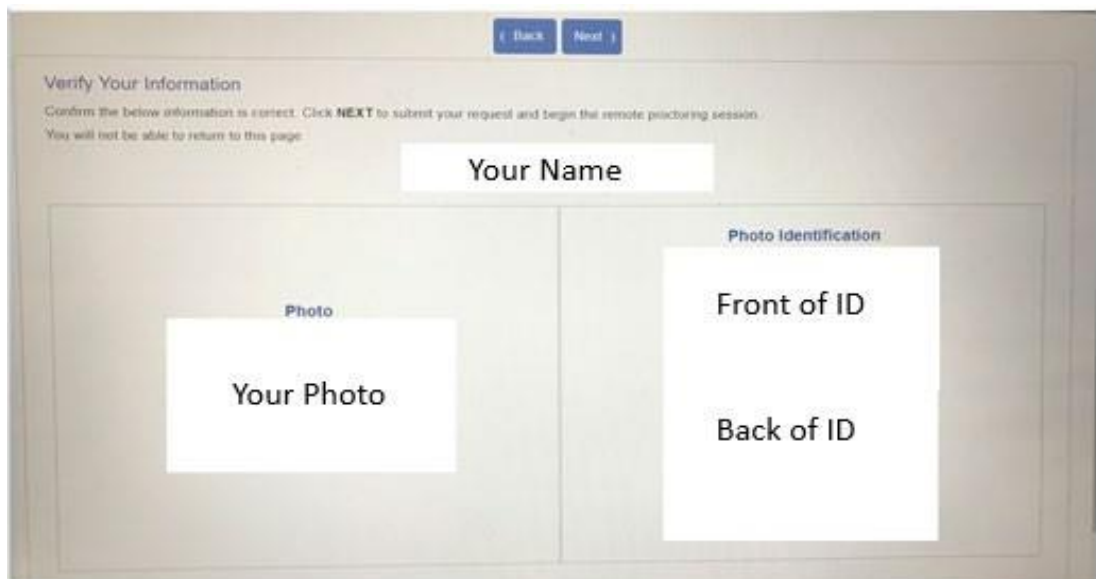 ‹ Back Next ›
Verify Your Information
Confirm the below information is correct. Click NEXT to submit your request and begin the remote proctoring session.
You will not be able to return to this page.
Your Name
Photo Identification
Front of ID
Photo
Your Photo
Back of ID